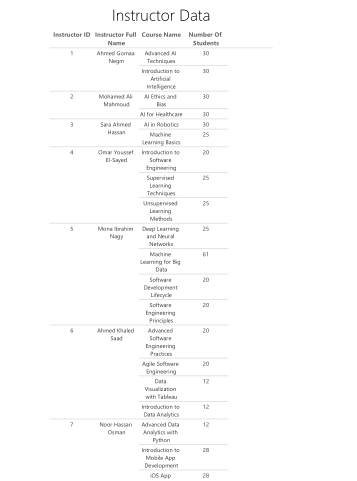 Instructor Data
Instructor ID Instructor Full Name Course Name Number Of Students
1 Ahmed Gomaa Negm Advanced AI Techniques 30
Introduction to Artificial Intelligence 30
2 Mohamed Ali Mahmoud AI Ethics and Bias 30
AI for Healthcare 30
3 Sara Ahmed Hassan AI in Robotics 30
Machine Learning Basics 25
4 Omar Youssef El-Sayed Introduction to Software Engineering 20
Supervised Learning Techniques 25
Unsupervised Learning Methods 25
5 Mona Ibrahim Nagy Deep Learning and Neural Networks 25
Machine Learning for Big Data 61
Software Development Lifecycle 20
Software Engineering Principles 20
6 Ahmed Khaled Saad Advanced Software Engineering Practices 20
Agile Software Engineering 20
Data Visualization with Tableau 12
Introduction to Data Analytics 12
7 Noor Hassan Osman Advanced Data Analytics with Python 12
Introduction to Mobile App Development 28
iOS App 28